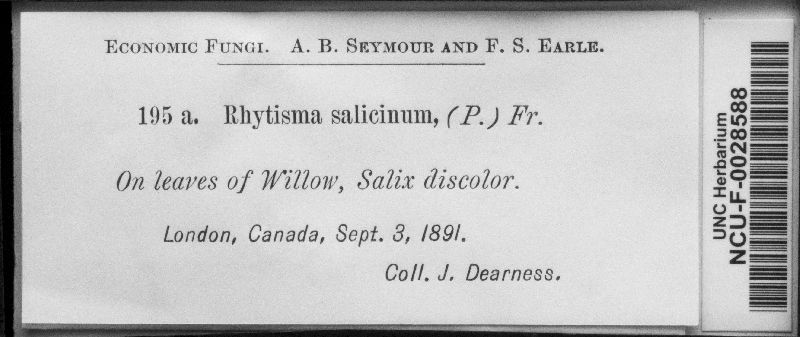 Economic Fungi. A. B. Seymour and F. S. Earle.
195 a. Rhytisma salicinum, (P.) Fr.
On leaves of Willow, Salix discolor.
London, Canada, Sept. 3, 1891.
Coll. J. Dearness.
UNC Herbarium
NCU-F-0028588